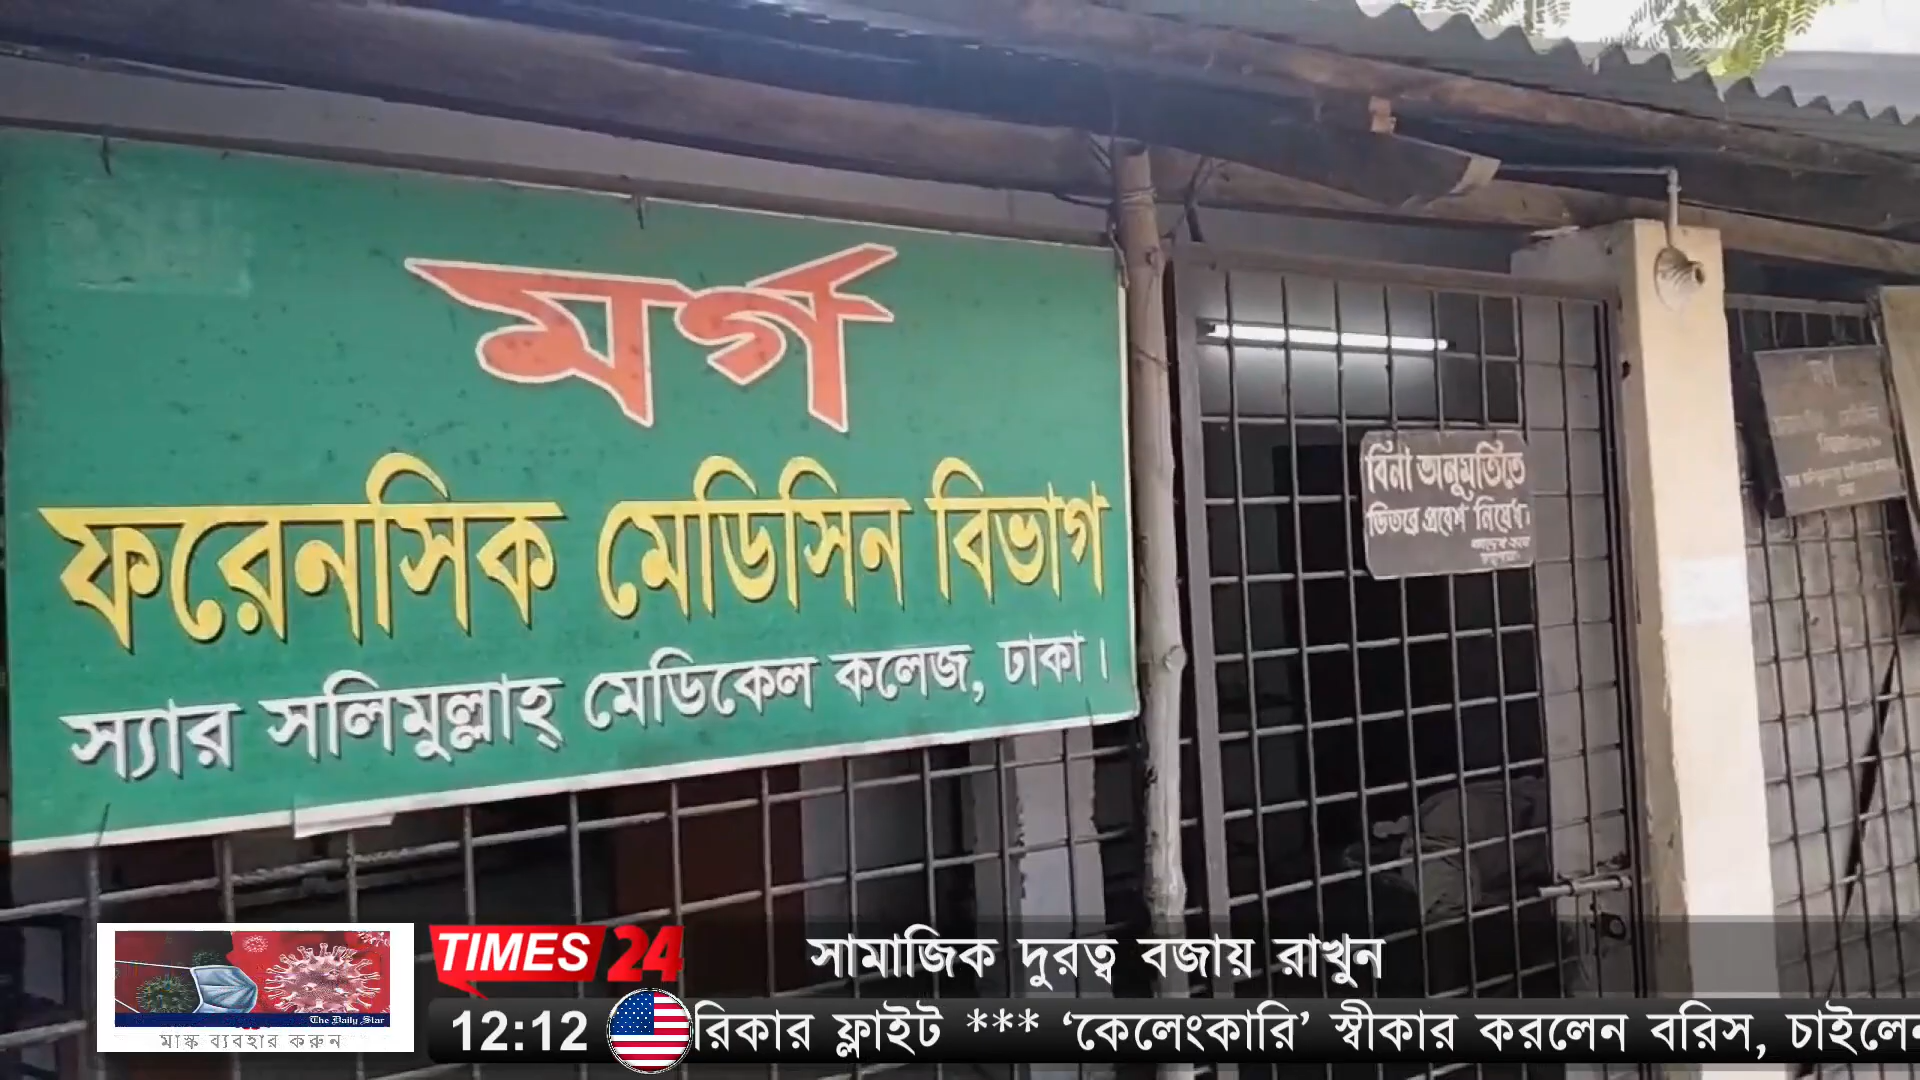 মর্গ
ফরেনসিক মেডিসিন বিভাগ
স্যার সলিমুল্লাহ্ মেডিকেল কলেজ, ঢাকা।
বিনা অনুমতিতে
ভিতরে প্রবেশ নিষেধ।
The Daily Star
মাস্ক ব্যবহার করুন
TIMES 24
সামাজিক দুরত্ব বজায় রাখুন
12:12
রিকার ফ্লাইট *** ‘কেলেংকারি’ স্বীকার করলেন বরিস, চাইলেন